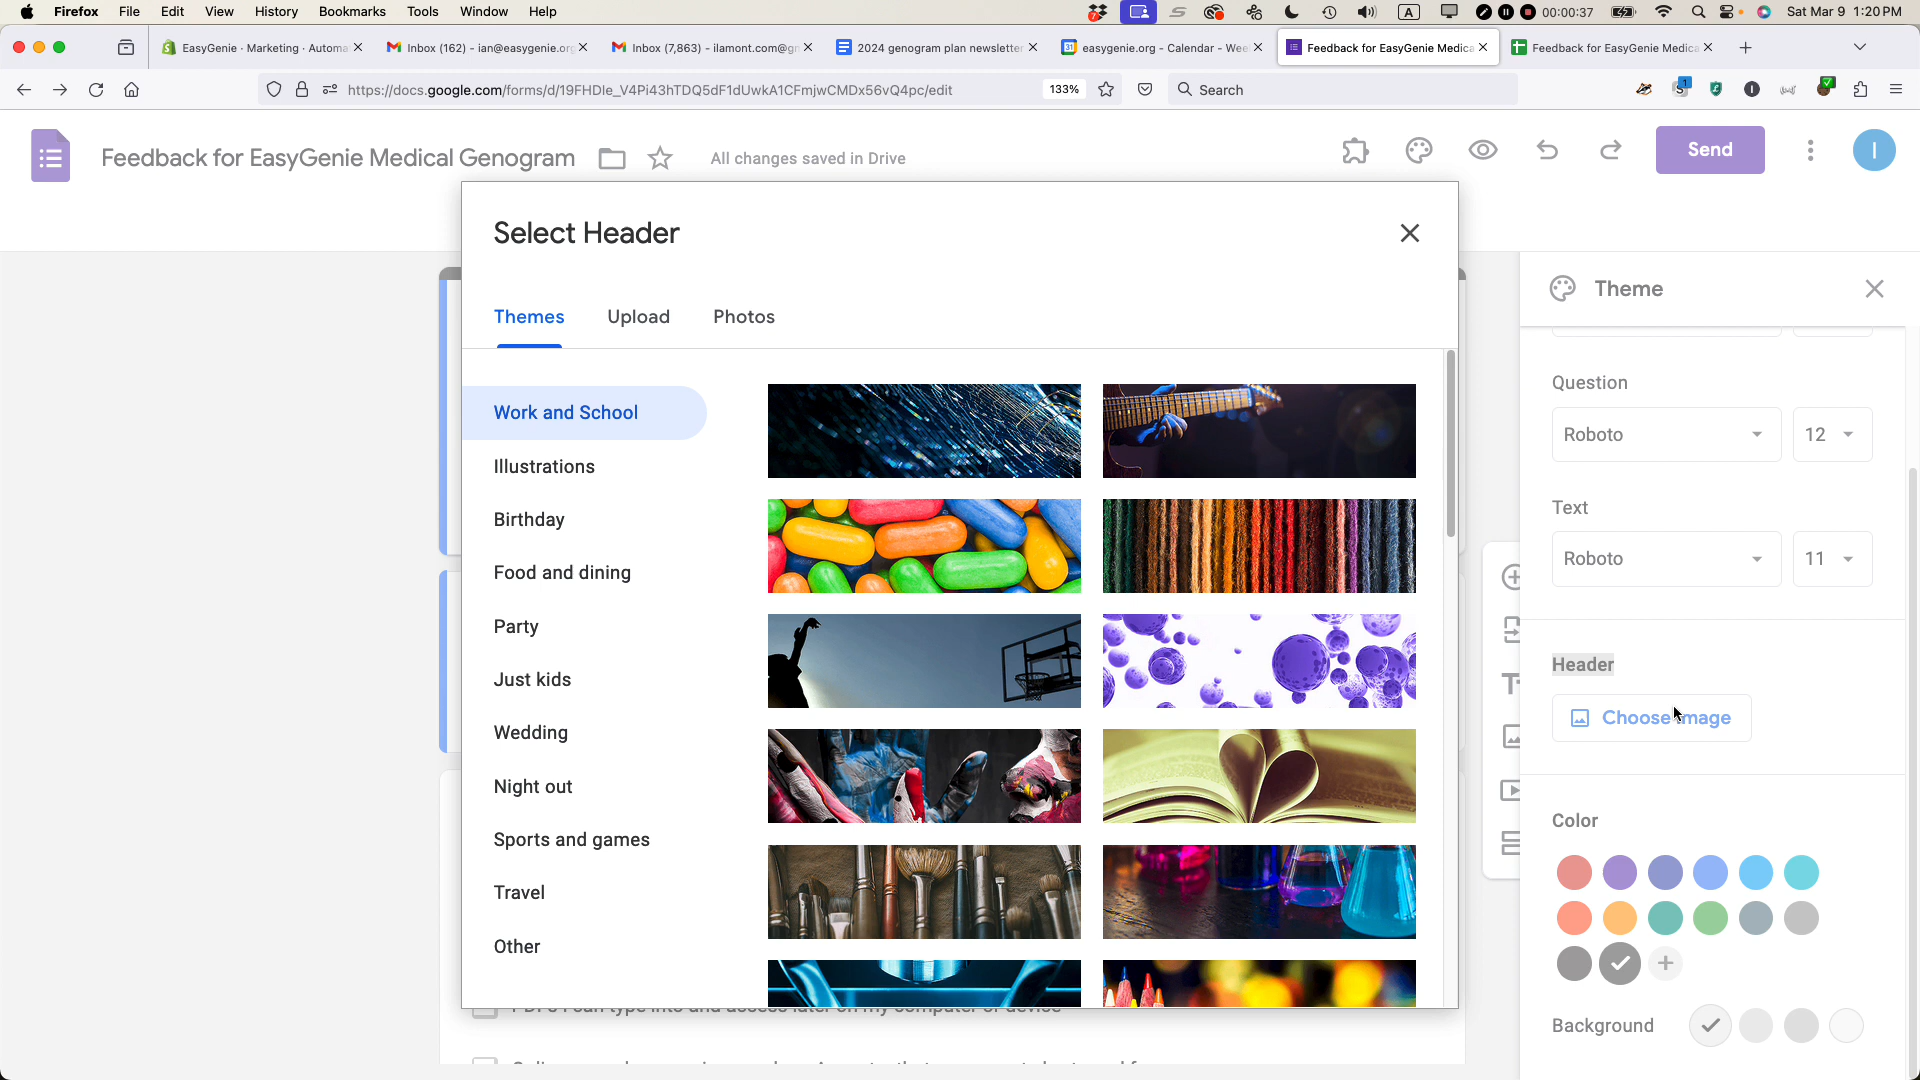 Firefox File Edit View History Bookmarks Tools Window Help
A 00:00:37 Sat Mar 9 1:20 PM
EasyGenie · Marketing · Automa
Inbox (162) - ian@easygenie.org
Inbox (7,863) - ilamont.com@gm
2024 genogram plan newsletter
easygenie.org - Calendar - Wee
Feedback for EasyGenie Medica
Feedback for EasyGenie Medica
https://docs.google.com/forms/d/19FHDIe_V4Pi43hTDQ5dF1dUwkA1CFmjwCMDx56vQ4pc/edit
133%
Search
Feedback for EasyGenie Medical Genogram
All changes saved in Drive
Send
I
Select Header
Themes Upload Photos
Work and School
Illustrations
Birthday
Food and dining
Party
Just kids
Wedding
Night out
Sports and games
Travel
Other
Theme
Question
Roboto 12
Text
Roboto 11
Header
Choose image
Color
Background